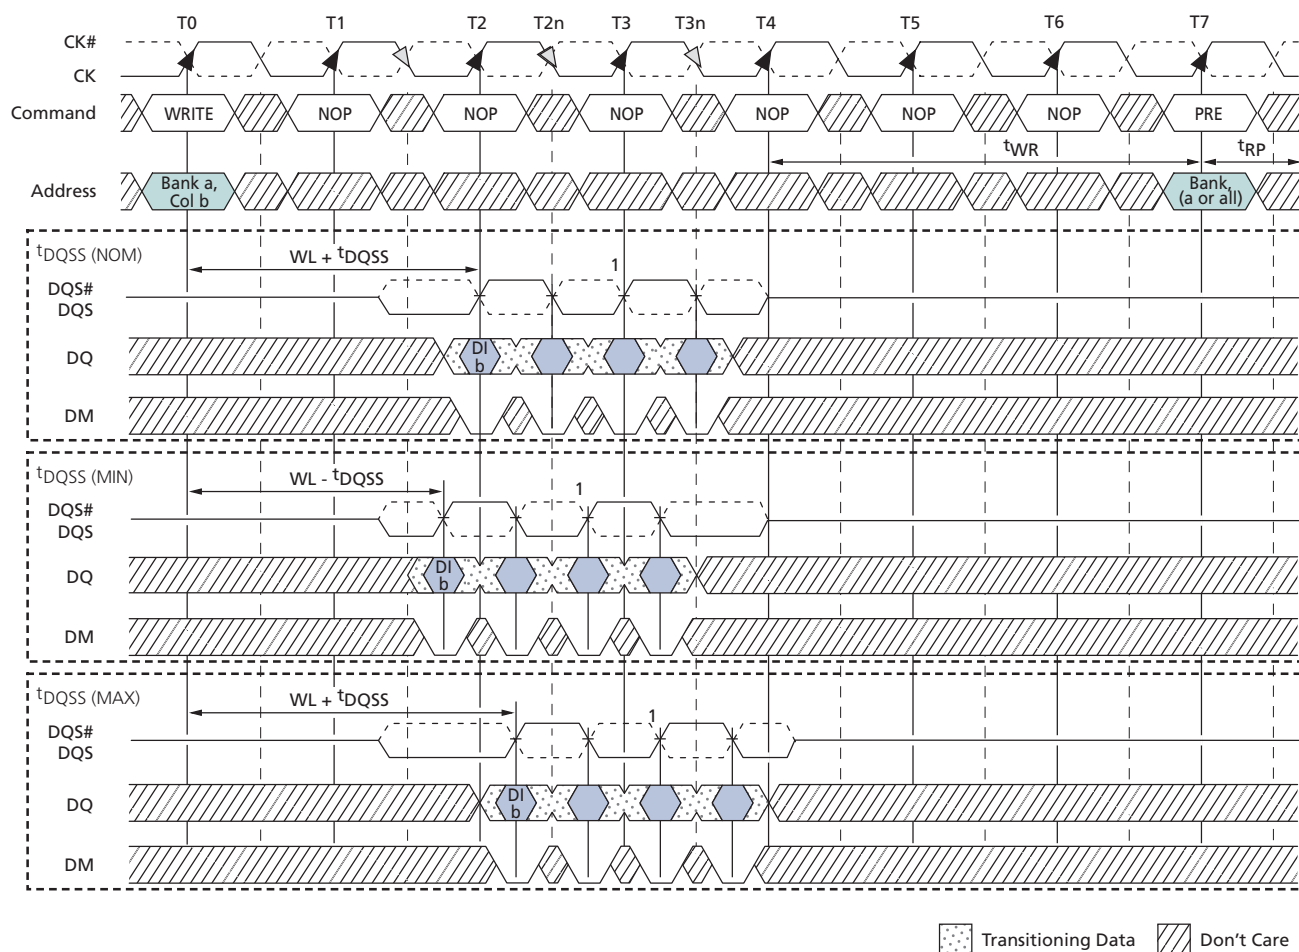 T0 T1 T2 T2n T3 T3n T4 T5 T6 T7
CK#
CK
Command WRITE NOP NOP NOP NOP NOP NOP PRE
tWR tRP
Address Bank a, Col b Bank, (a or all)
tDQSS (NOM)
WL + tDQSS
1
DQS#
DQS
DQ DI b
DM
tDQSS (MIN)
WL - tDQSS
1
DQS#
DQS
DQ DI b
DM
tDQSS (MAX)
WL + tDQSS
1
DQS#
DQS
DQ DI b
DM
Transitioning Data Don't Care